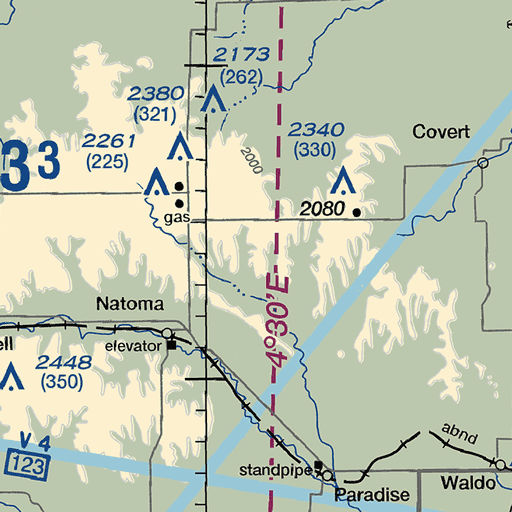 2173
(262)
2380
(321)
2261
(225)
2340
(330)
Covert
33
2000
2080
gas
Natoma
elevator
4°30'E
ell
2448
(350)
V 4
123
abnd
standpipe
Waldo
Paradise